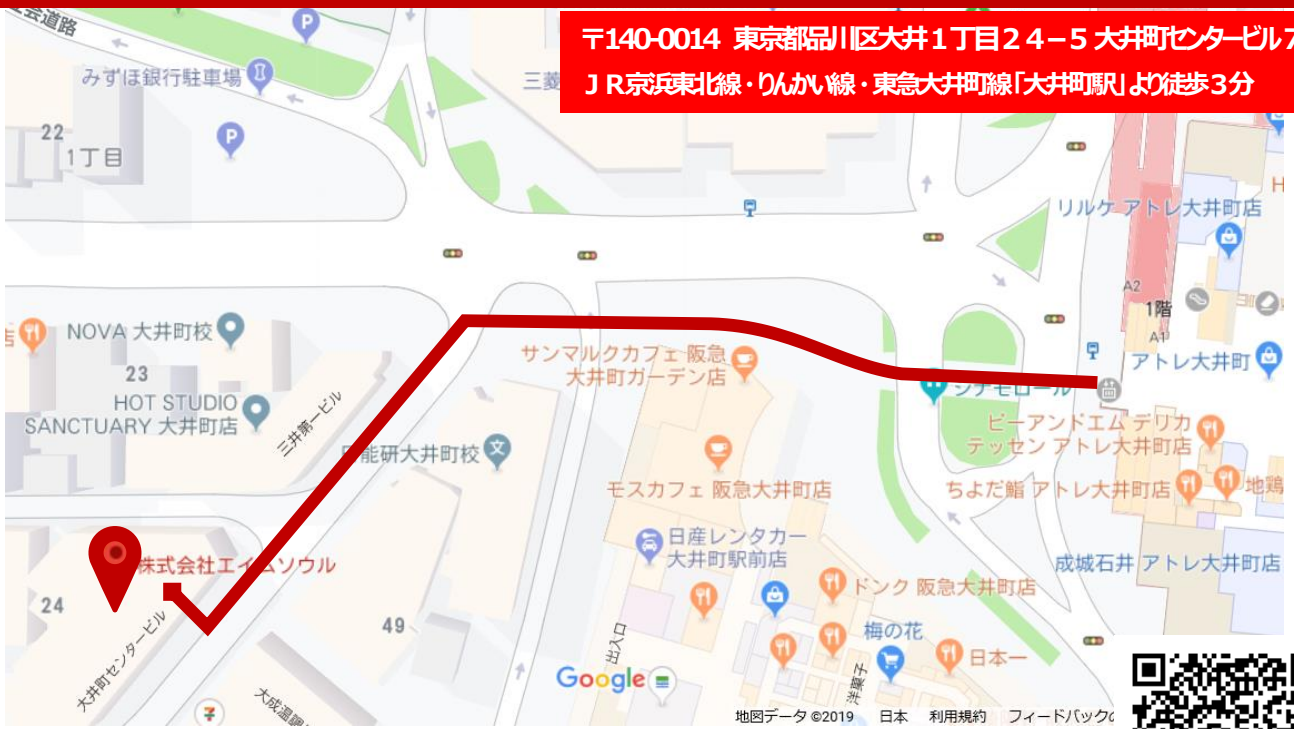 〒140-0014 東京都品川区大井1丁目24-5 大井町センタービル7
JR京浜東北線・りんかい線・東急大井町線「大井町駅」より徒歩3分
道路
みずほ銀行駐車場
三菱
22
1丁目
リルケ アトレ大井町店
A2
1階
A1
NOVA 大井町校
アトレ大井町
サンマルクカフェ 阪急
大井町ガーデン店
23
HOT STUDIO
SANCTUARY 大井町店
三井第一ビル
シナモロール
ビーアンドエム デリカ
テッセン アトレ大井町店
能研大井町校
モスカフェ 阪急大井町店
ちよだ鮨 アトレ大井町店
地鶏
日産レンタカー
大井町駅前店
成城石井 アトレ大井町店
株式会社エイムソウル
ドンク 阪急大井町店
24
大井町センタービル
49
出入口
梅の花
日本一
洋菓子
Google
大成温調
地図データ ©2019 日本 利用規約 フィードバックの